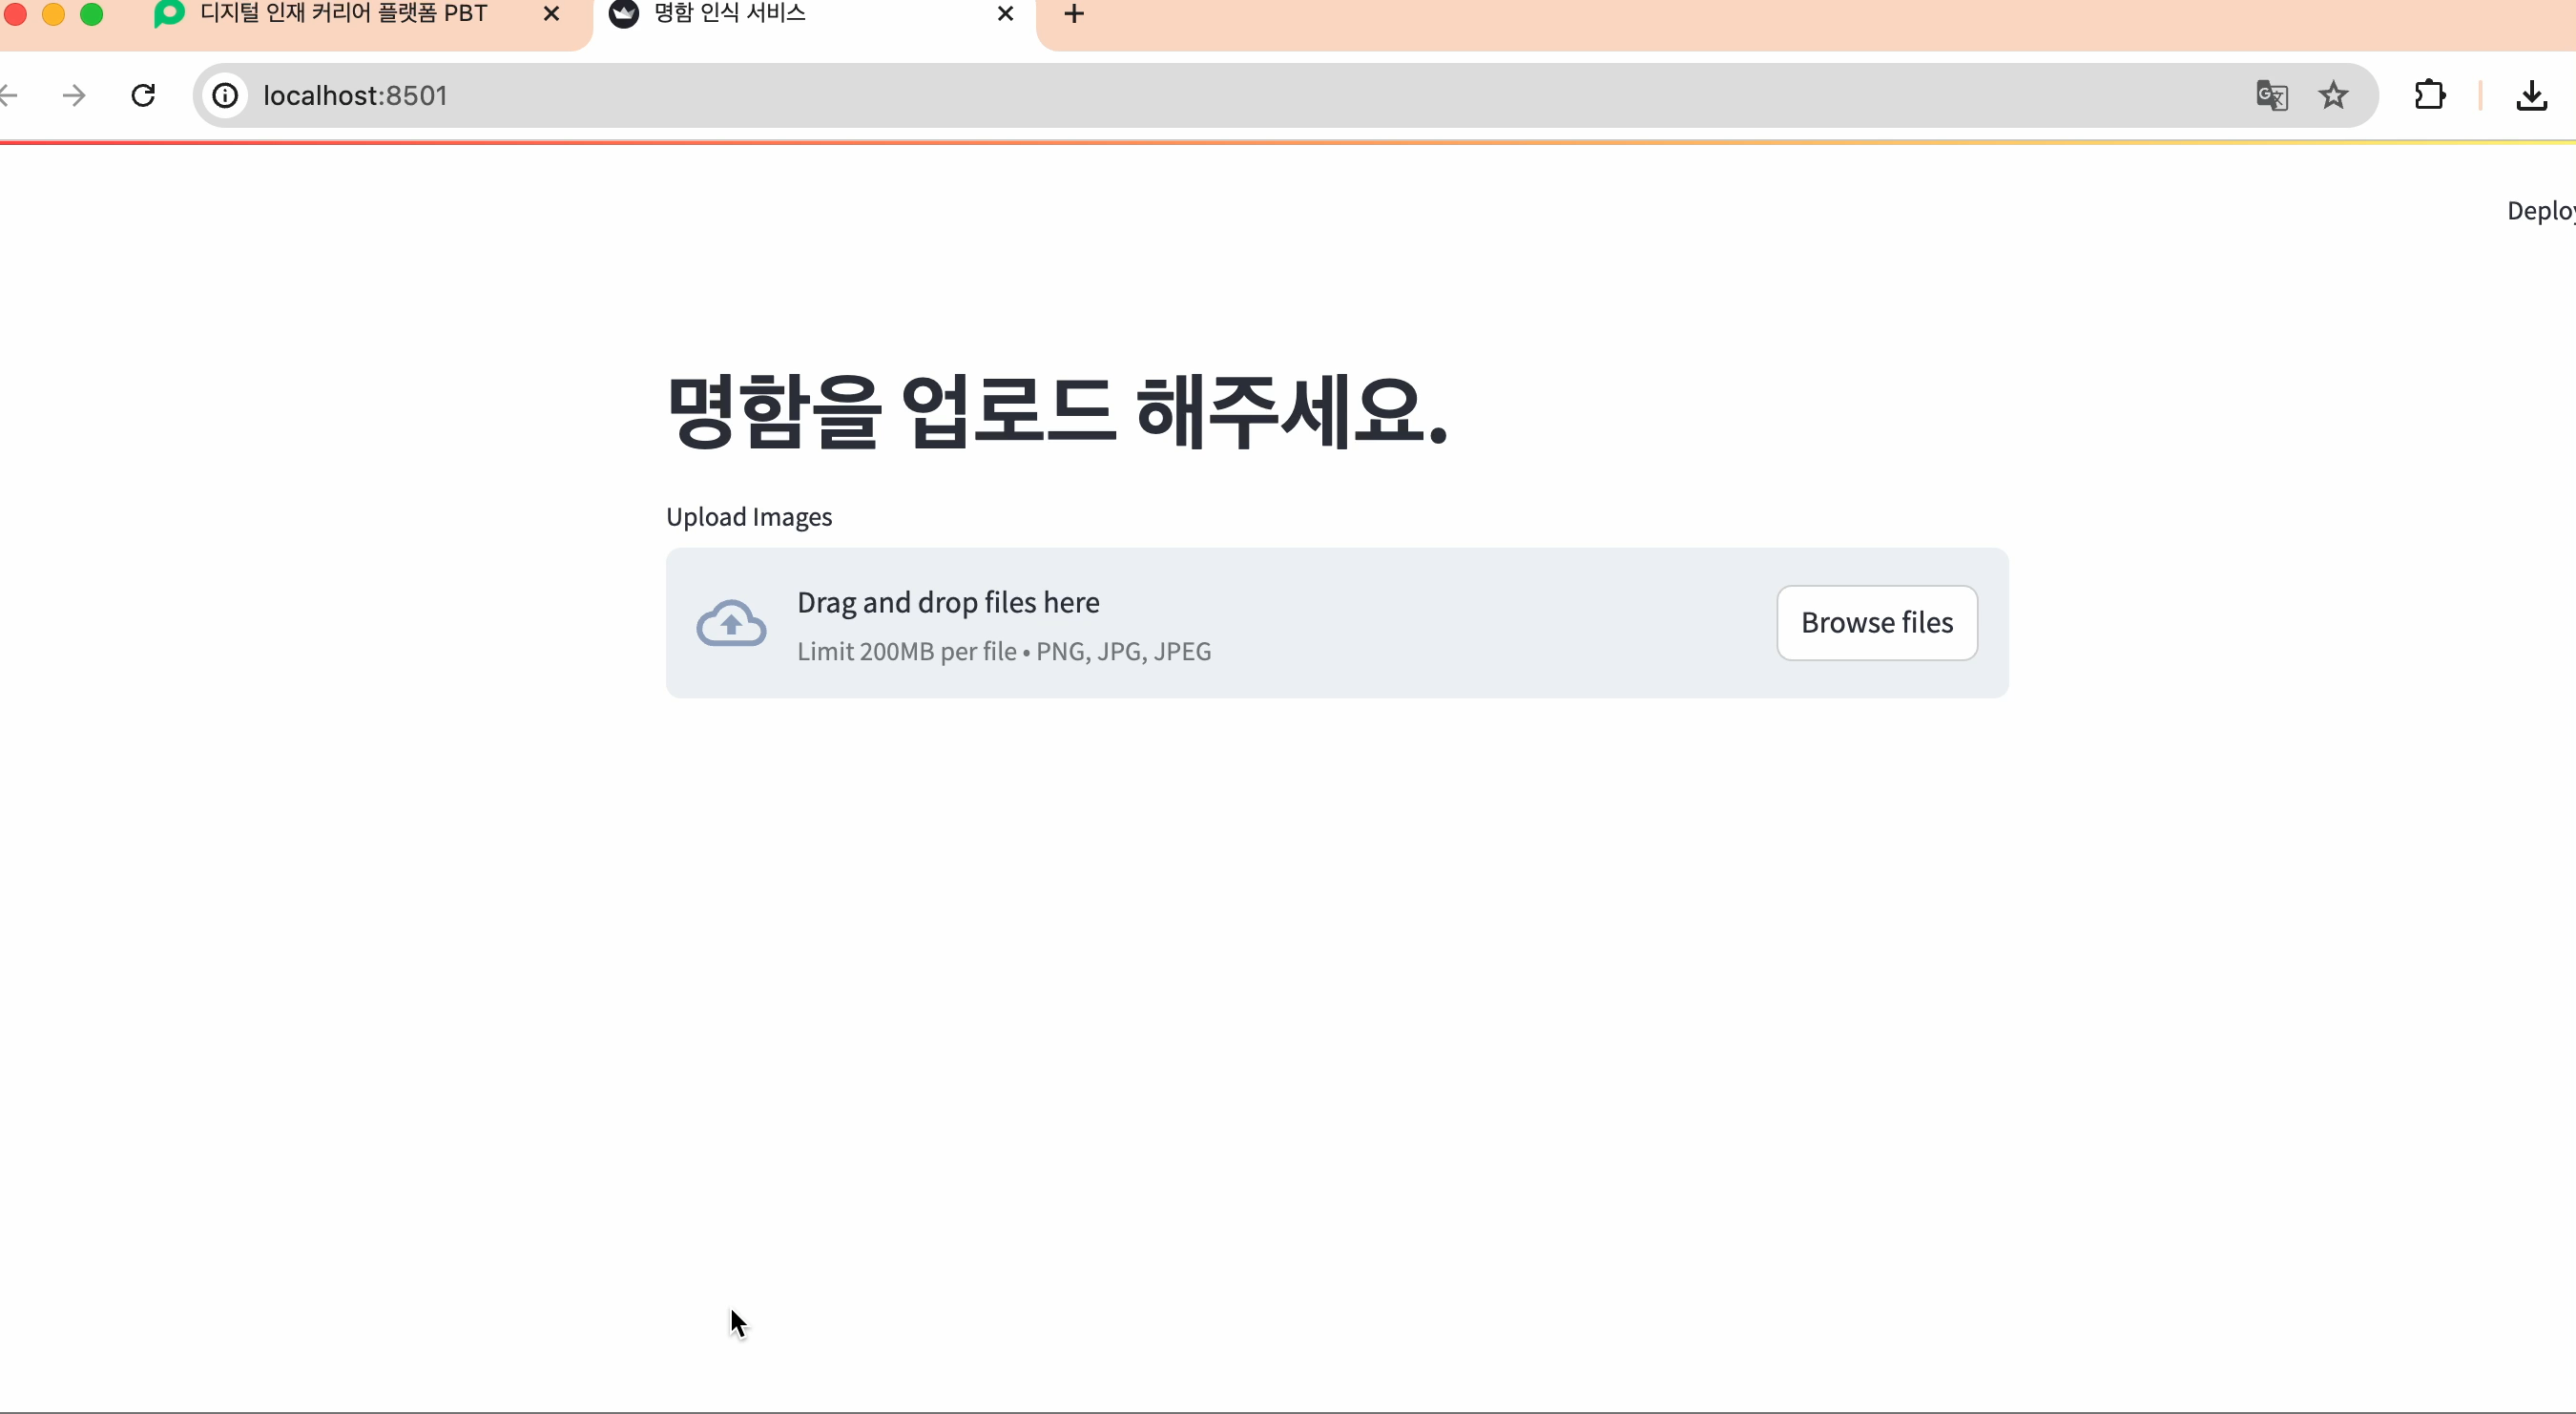 디지털 인재 커리어 플랫폼 PBT
명함 인식 서비스
localhost:8501
Deploy
명함을 업로드 해주세요.
Upload Images
Drag and drop files here
Limit 200MB per file • PNG, JPG, JPEG
Browse files